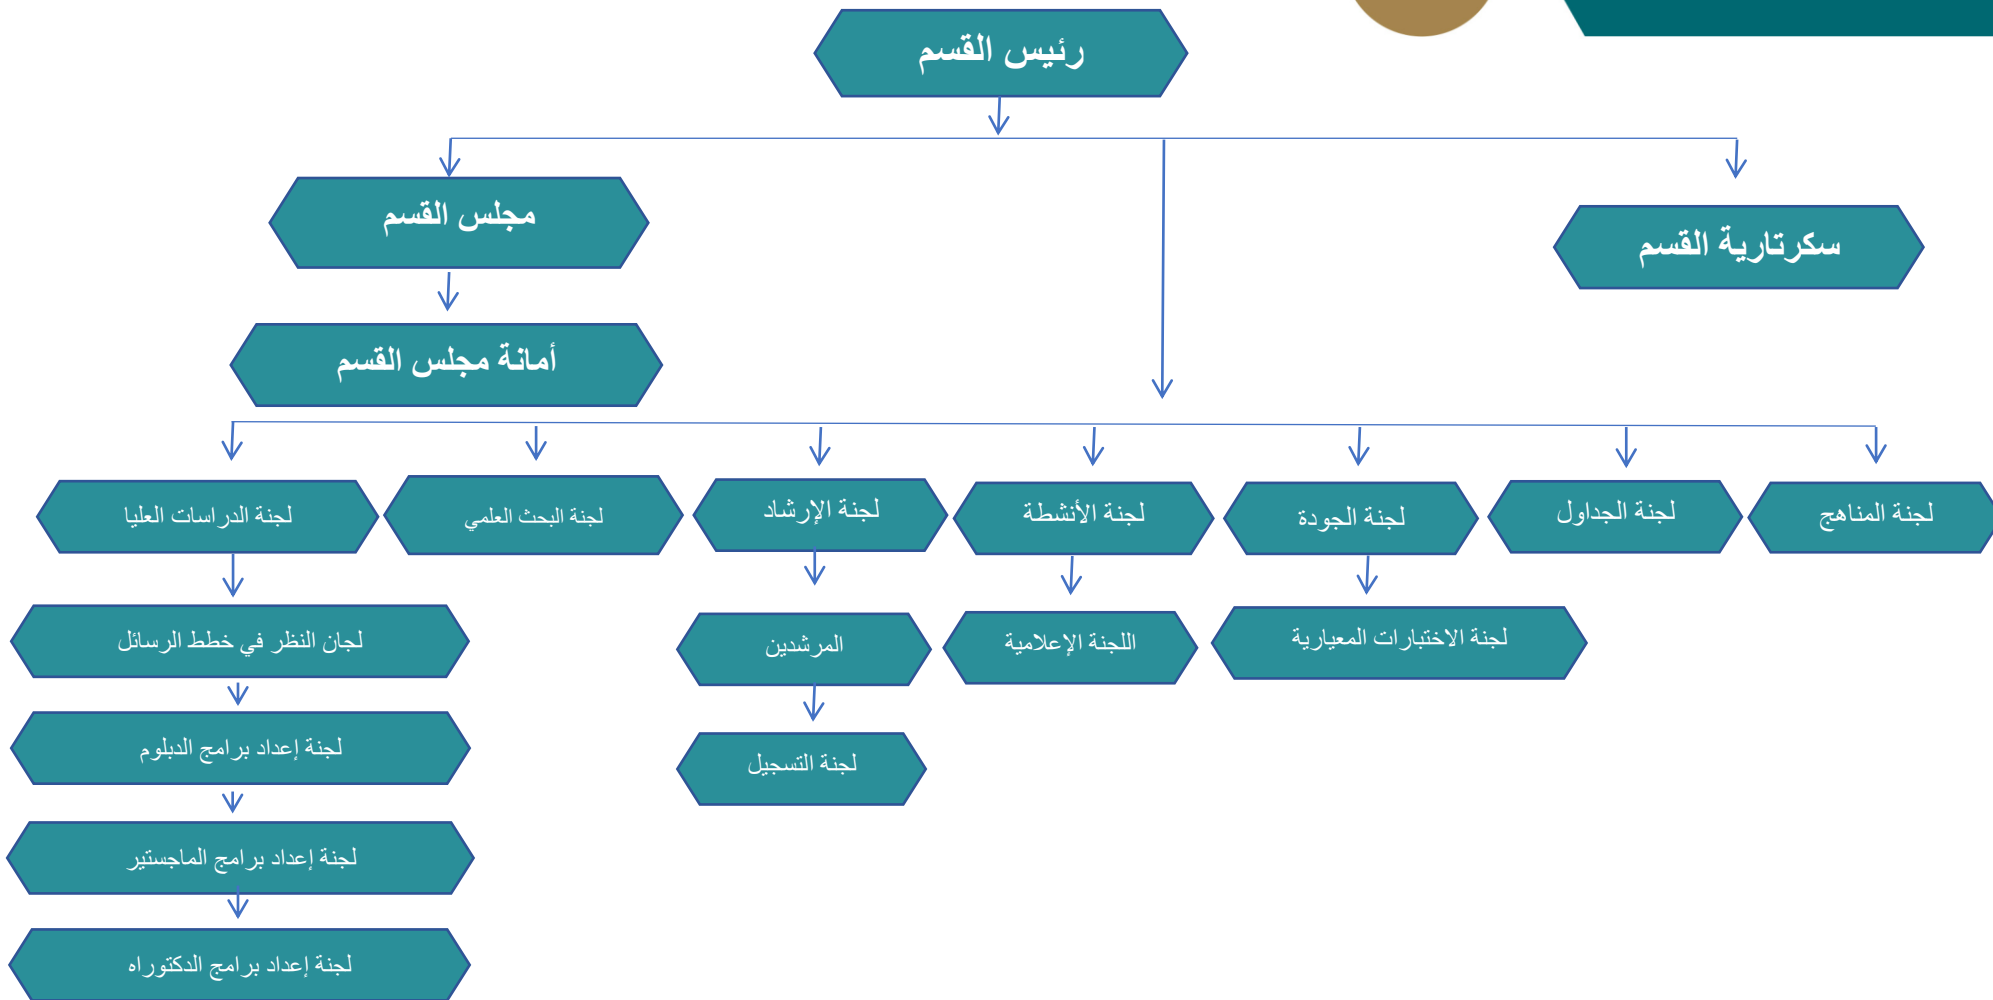 رئيس القسم
سكرتارية القسم
مجلس القسم
أمانة مجلس القسم
لجنة المناهج
لجنة الجداول
لجنة الجودة
لجنة الأنشطة
لجنة الإرشاد
لجنة البحث العلمي
لجنة الدراسات العليا
لجنة الاختبارات المعيارية
اللجنة الإعلامية
المرشدين
لجان النظر في خطط الرسائل
لجنة التسجيل
لجنة إعداد برامج الدبلوم
لجنة إعداد برامج الماجستير
لجنة إعداد برامج الدكتوراه